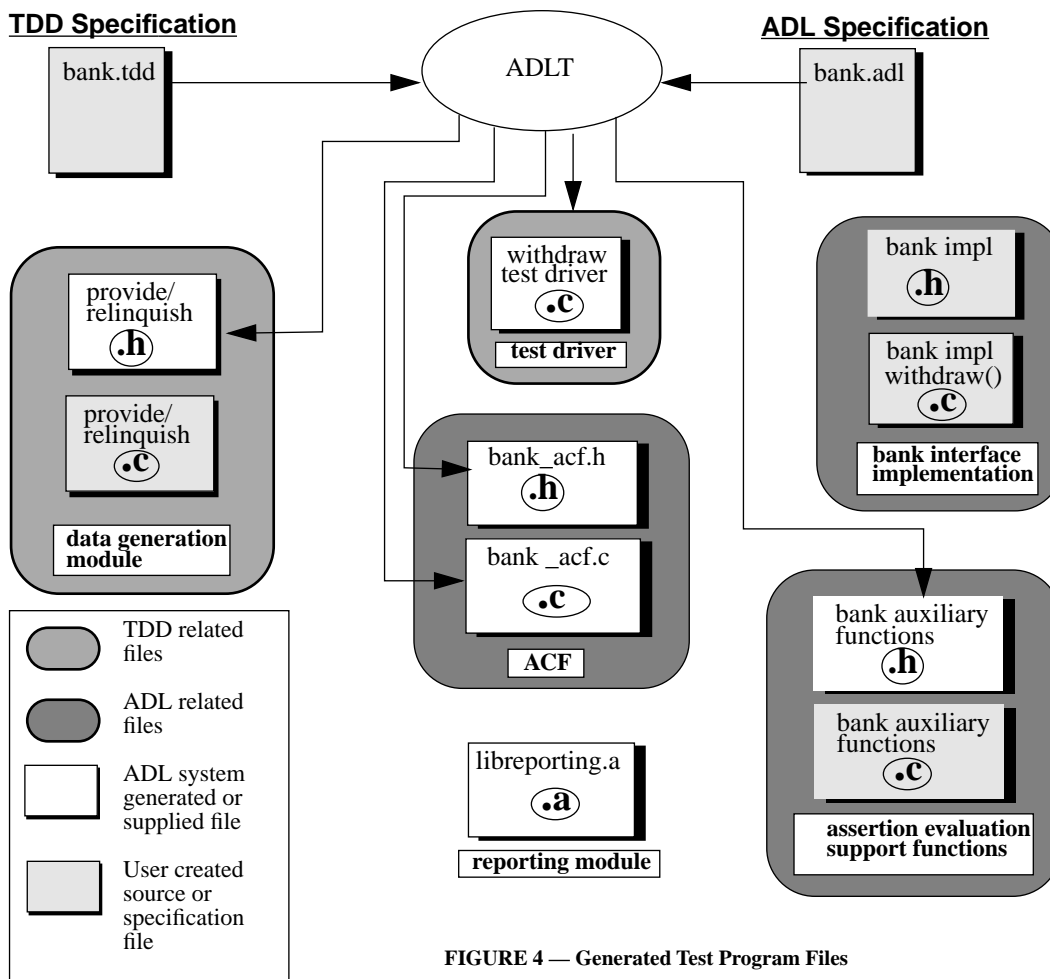 TDD Specification
bank.tdd
ADLT
ADL Specification
bank.adl
provide/
relinquish
.h
provide/
relinquish
.c
data generation
module
withdraw
test driver
.c
test driver
bank_acf.h
.h
bank _acf.c
.c
ACF
bank impl
.h
bank impl
withdraw()
.c
bank interface
implementation
bank auxiliary
functions
.h
bank auxiliary
functions
.c
assertion evaluation
support functions
libreporting.a
.a
reporting module
TDD related
files
ADL related
files
ADL system
generated or
supplied file
User created
source or
specification
file
FIGURE 4 — Generated Test Program Files